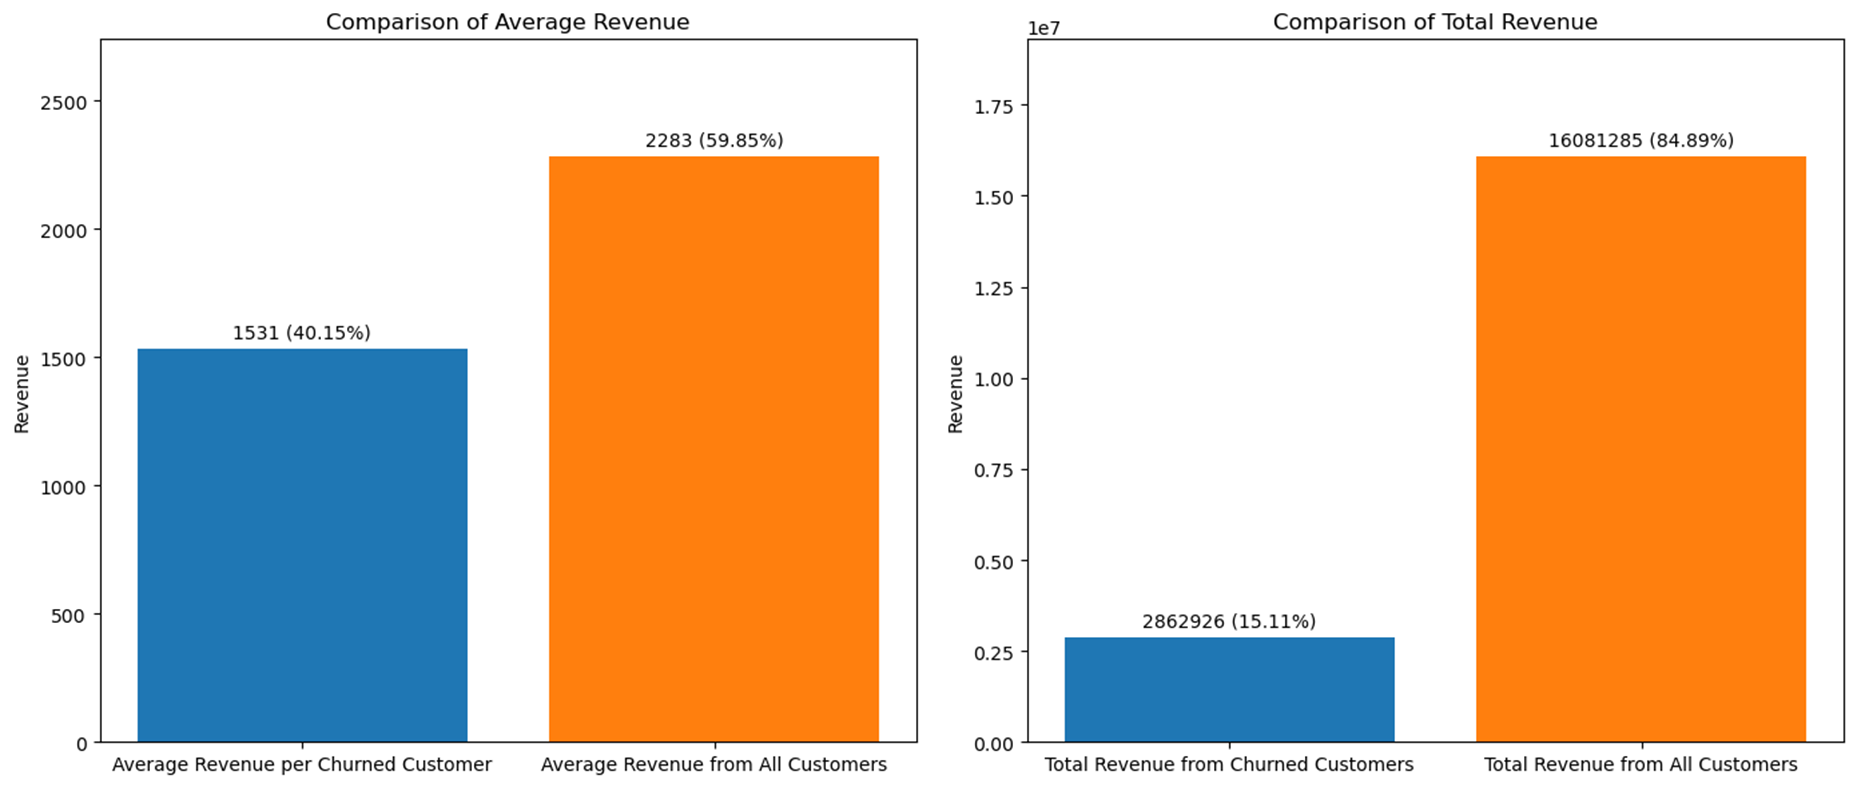 Comparison of Average Revenue
Revenue
2500
2000
1500
1000
500
0
1531 (40.15%)
2283 (59.85%)
Average Revenue per Churned Customer
Average Revenue from All Customers
Comparison of Total Revenue
1e7
Revenue
1.75
1.50
1.25
1.00
0.75
0.50
0.25
0.00
2862926 (15.11%)
16081285 (84.89%)
Total Revenue from Churned Customers
Total Revenue from All Customers